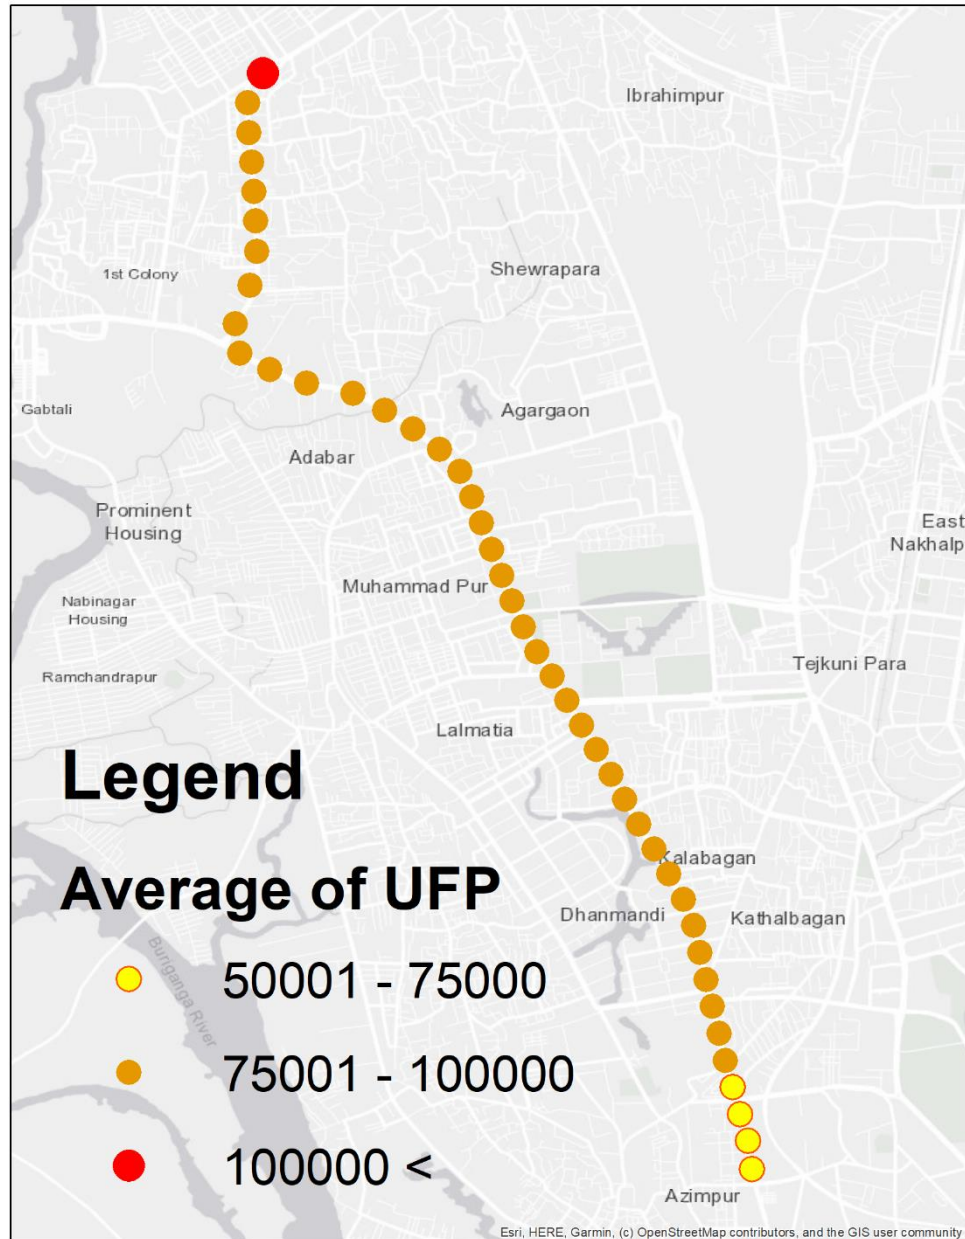 Ibrahimpur
1st Colony
Shewrapara
Gabtali
Agargaon
Adabar
Prominent
Housing
East
Nakhalp
Muhammad Pur
Nabinagar
Housing
Ramchandrapur
Tejkuni Para
Lalmatia
Legend
Kalabagan
Average of UFP
Dhanmandi
Kathalbagan
Buriganga River
50001 - 75000
75001 - 100000
100000 <
Azimpur
Esri, HERE, Garmin, (c) OpenStreetMap contributors, and the GIS user community